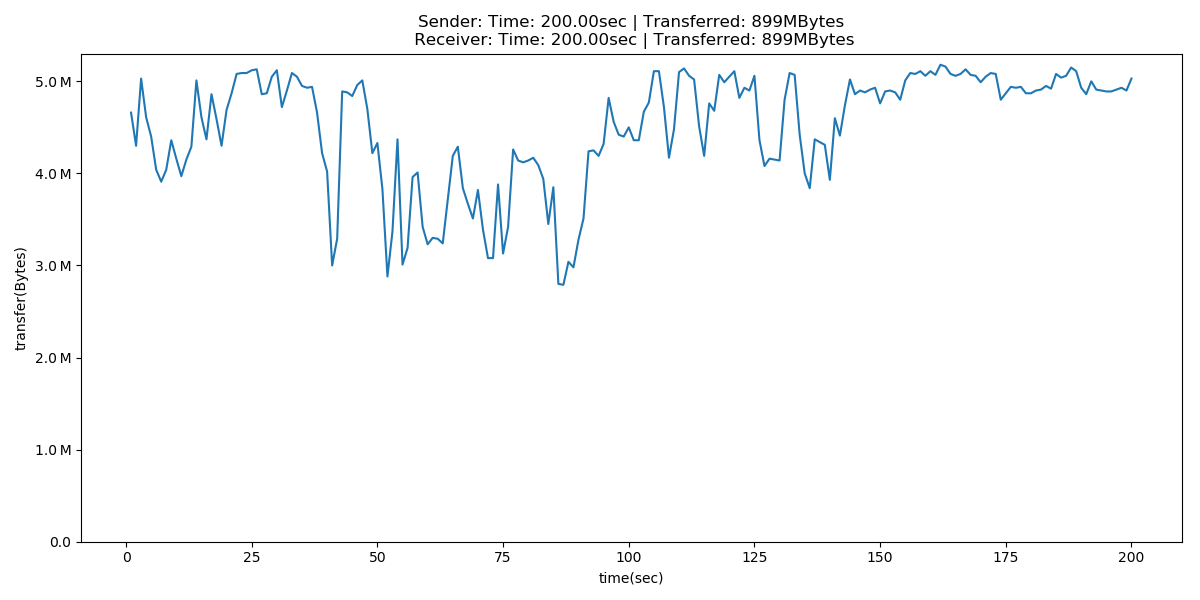 Sender: Time: 200.00sec | Transferred: 899MBytes
Receiver: Time: 200.00sec | Transferred: 899MBytes
transfer(Bytes)
5.0 M
4.0 M
3.0 M
2.0 M
1.0 M
0.0
0 25 50 75 100 125 150 175 200
time(sec)